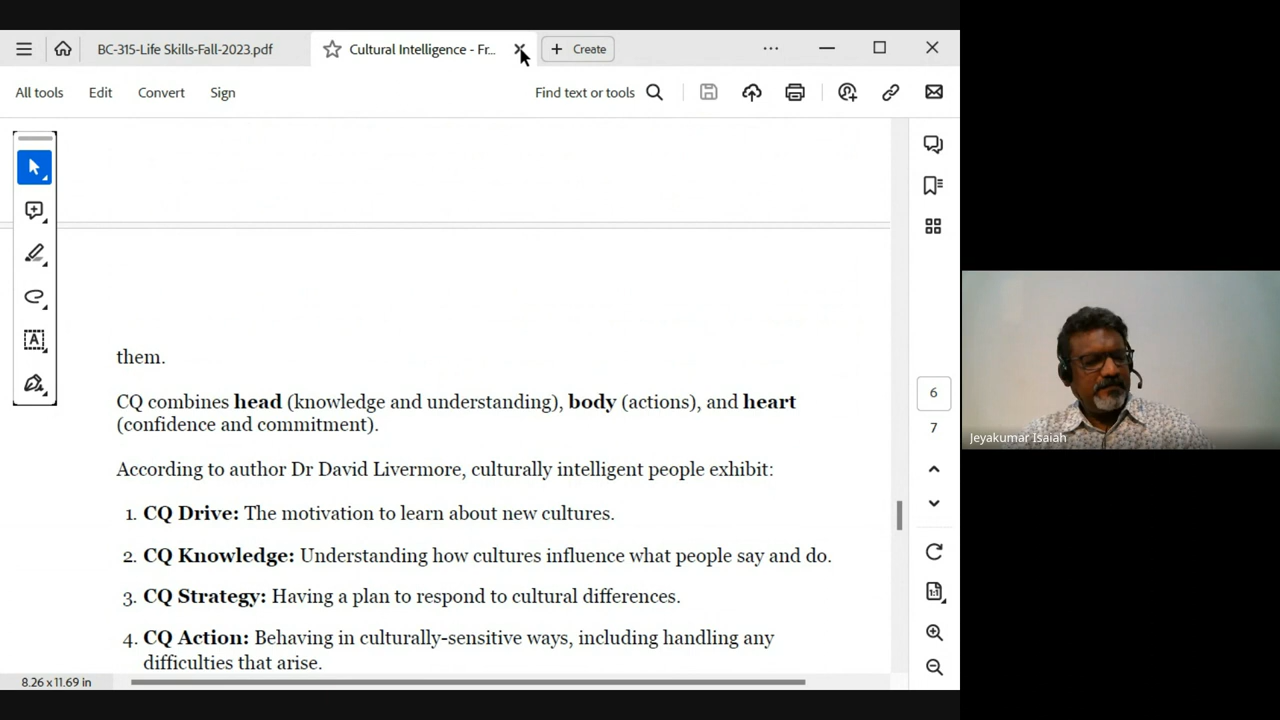 BC-315-Life Skills-Fall-2023.pdf
Cultural Intelligence - Fr...
+ Create
All tools
Edit
Convert
Sign
Find text or tools
them.
CQ combines head (knowledge and understanding), body (actions), and heart
(confidence and commitment).
According to author Dr David Livermore, culturally intelligent people exhibit:
1. CQ Drive: The motivation to learn about new cultures.
2. CQ Knowledge: Understanding how cultures influence what people say and do.
3. CQ Strategy: Having a plan to respond to cultural differences.
4. CQ Action: Behaving in culturally-sensitive ways, including handling any
difficulties that arise.
6
7
1:1
8.26 x 11.69 in
Jeyakumar Isaiah